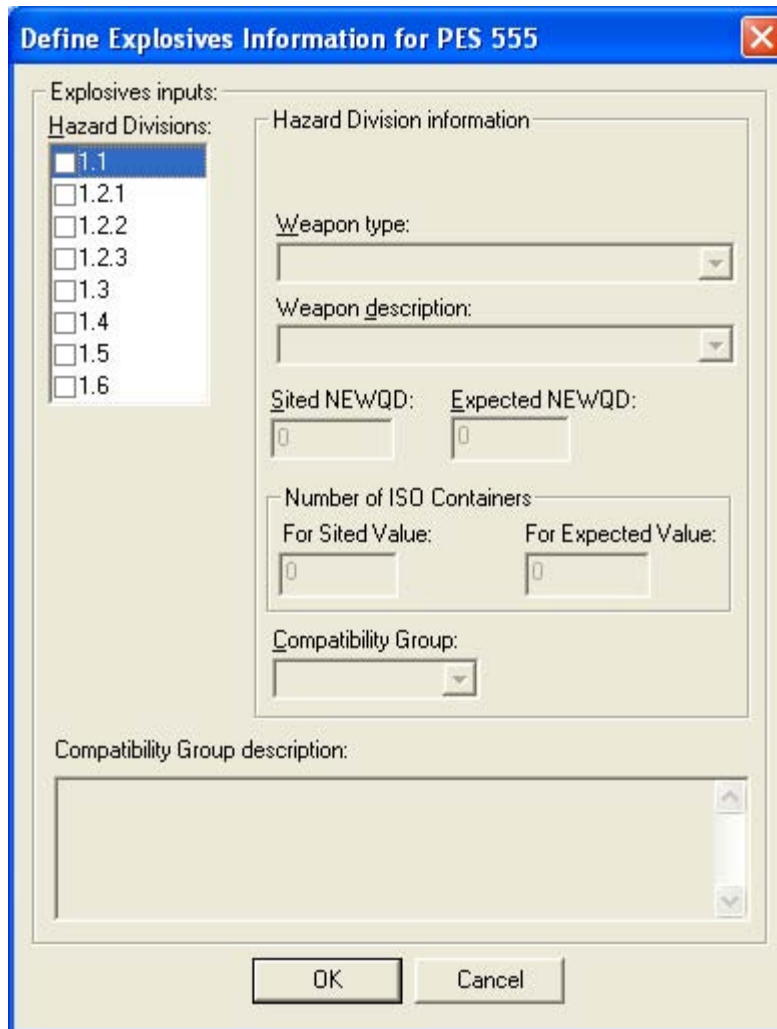 Define Explosives Information for PES 555
Explosives inputs:
Hazard Divisions:
1.1
1.2.1
1.2.2
1.2.3
1.3
1.4
1.5
1.6
Hazard Division information
Weapon type:
Weapon description:
Sited NEWQD: Expected NEWQD:
0 0
Number of ISO Containers
For Sited Value: For Expected Value:
0 0
Compatibility Group:
Compatibility Group description:
OK Cancel